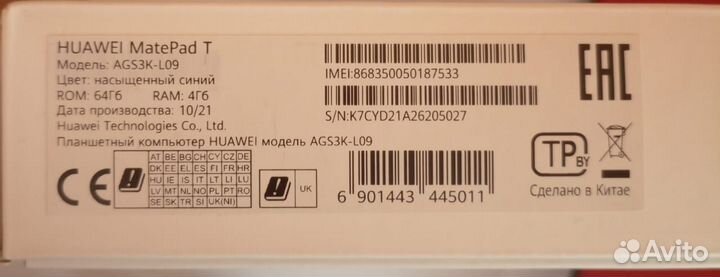 HUAWEI MatePad T
Модель: AGS3K-L09
Цвет: насыщенный синий
ROM: 64Гб RAM: 4Гб
Дата производства: 10/21
Huawei Technologies Co., Ltd.
Планшетный компьютер HUAWEI модель AGS3K-L09
IMEI:868350050187533
S/N:K7CYD21A26205027
EAC
CE
AT BE BG CH CY CZ DE
DK EE EL ES FI FR HR
HU IE IS IT LT LI
LV MT NL NO PL PT RO
SE SK TR SI UK(NI)
UK
6 901443 445011
TP BY
Сделано в Китае
Avito